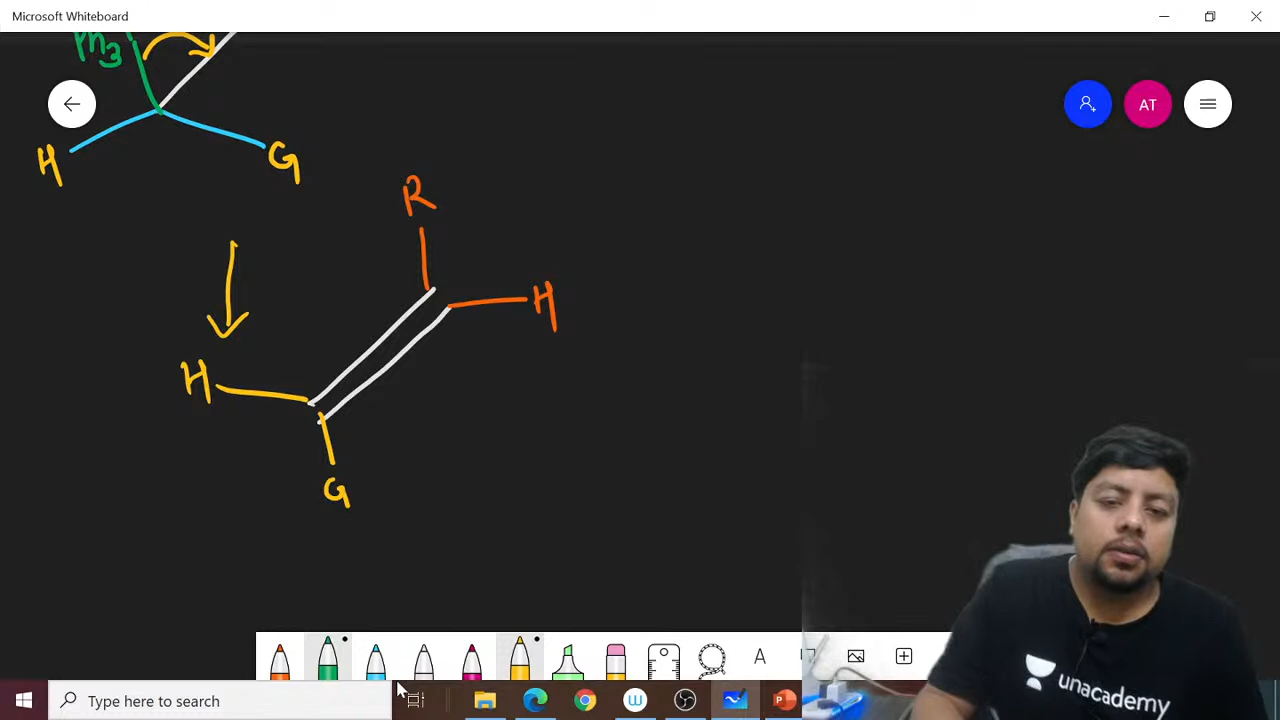 Microsoft Whiteboard
Ph3
AT
H
G
R
H
H
G
A
unacademy
Type here to search
W
P